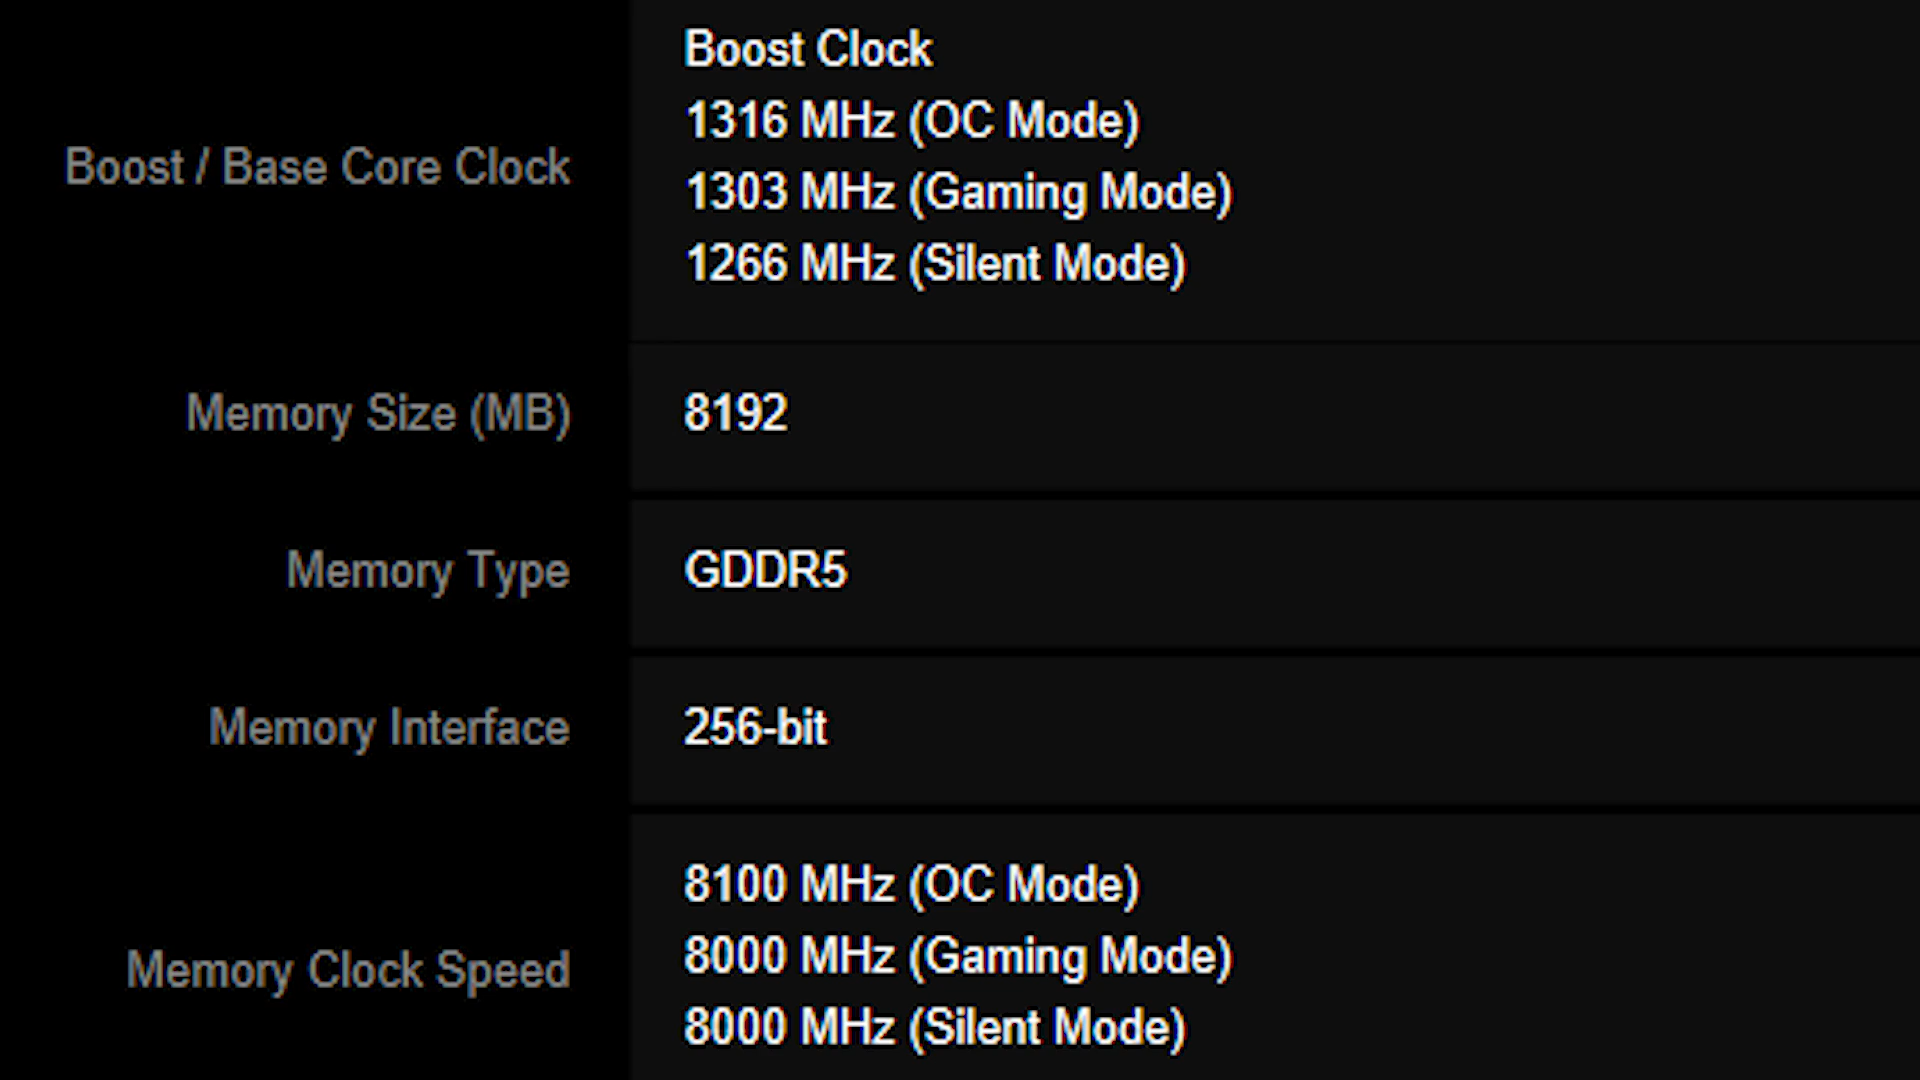 Boost / Base Core Clock
Boost Clock
1316 MHz (OC Mode)
1303 MHz (Gaming Mode)
1266 MHz (Silent Mode)
Memory Size (MB)
8192
Memory Type
GDDR5
Memory Interface
256-bit
Memory Clock Speed
8100 MHz (OC Mode)
8000 MHz (Gaming Mode)
8000 MHz (Silent Mode)